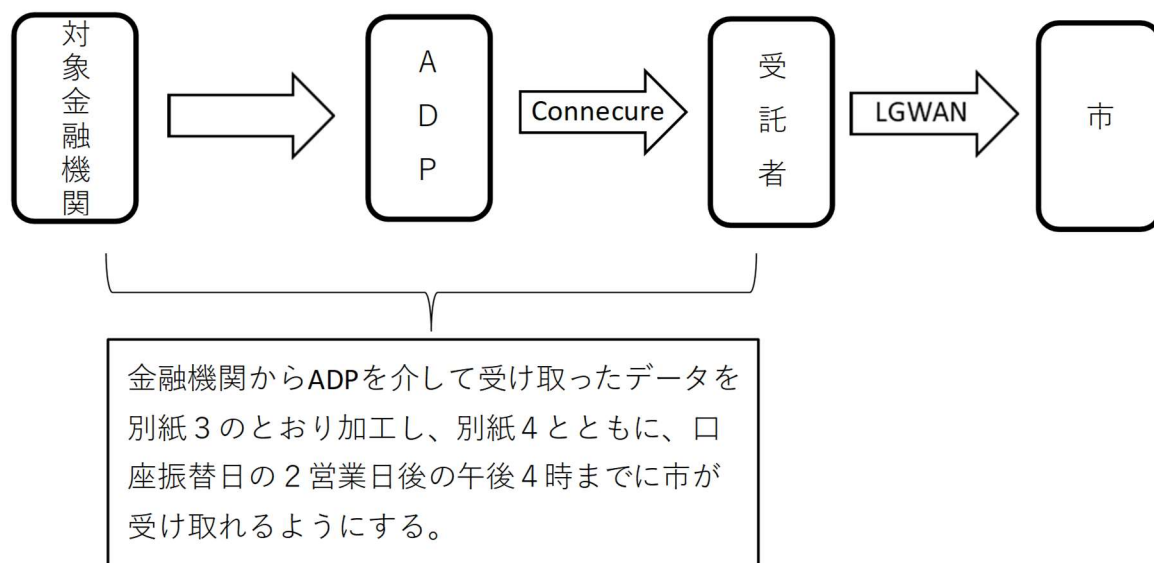 対象金融機関
ADP
Connecure
受託者
LGWAN
市
金融機関からADPを介して受け取ったデータを
別紙３のとおり加工し、別紙４とともに、口
座振替日の２営業日後の午後４時までに市が
受け取れるようにする。